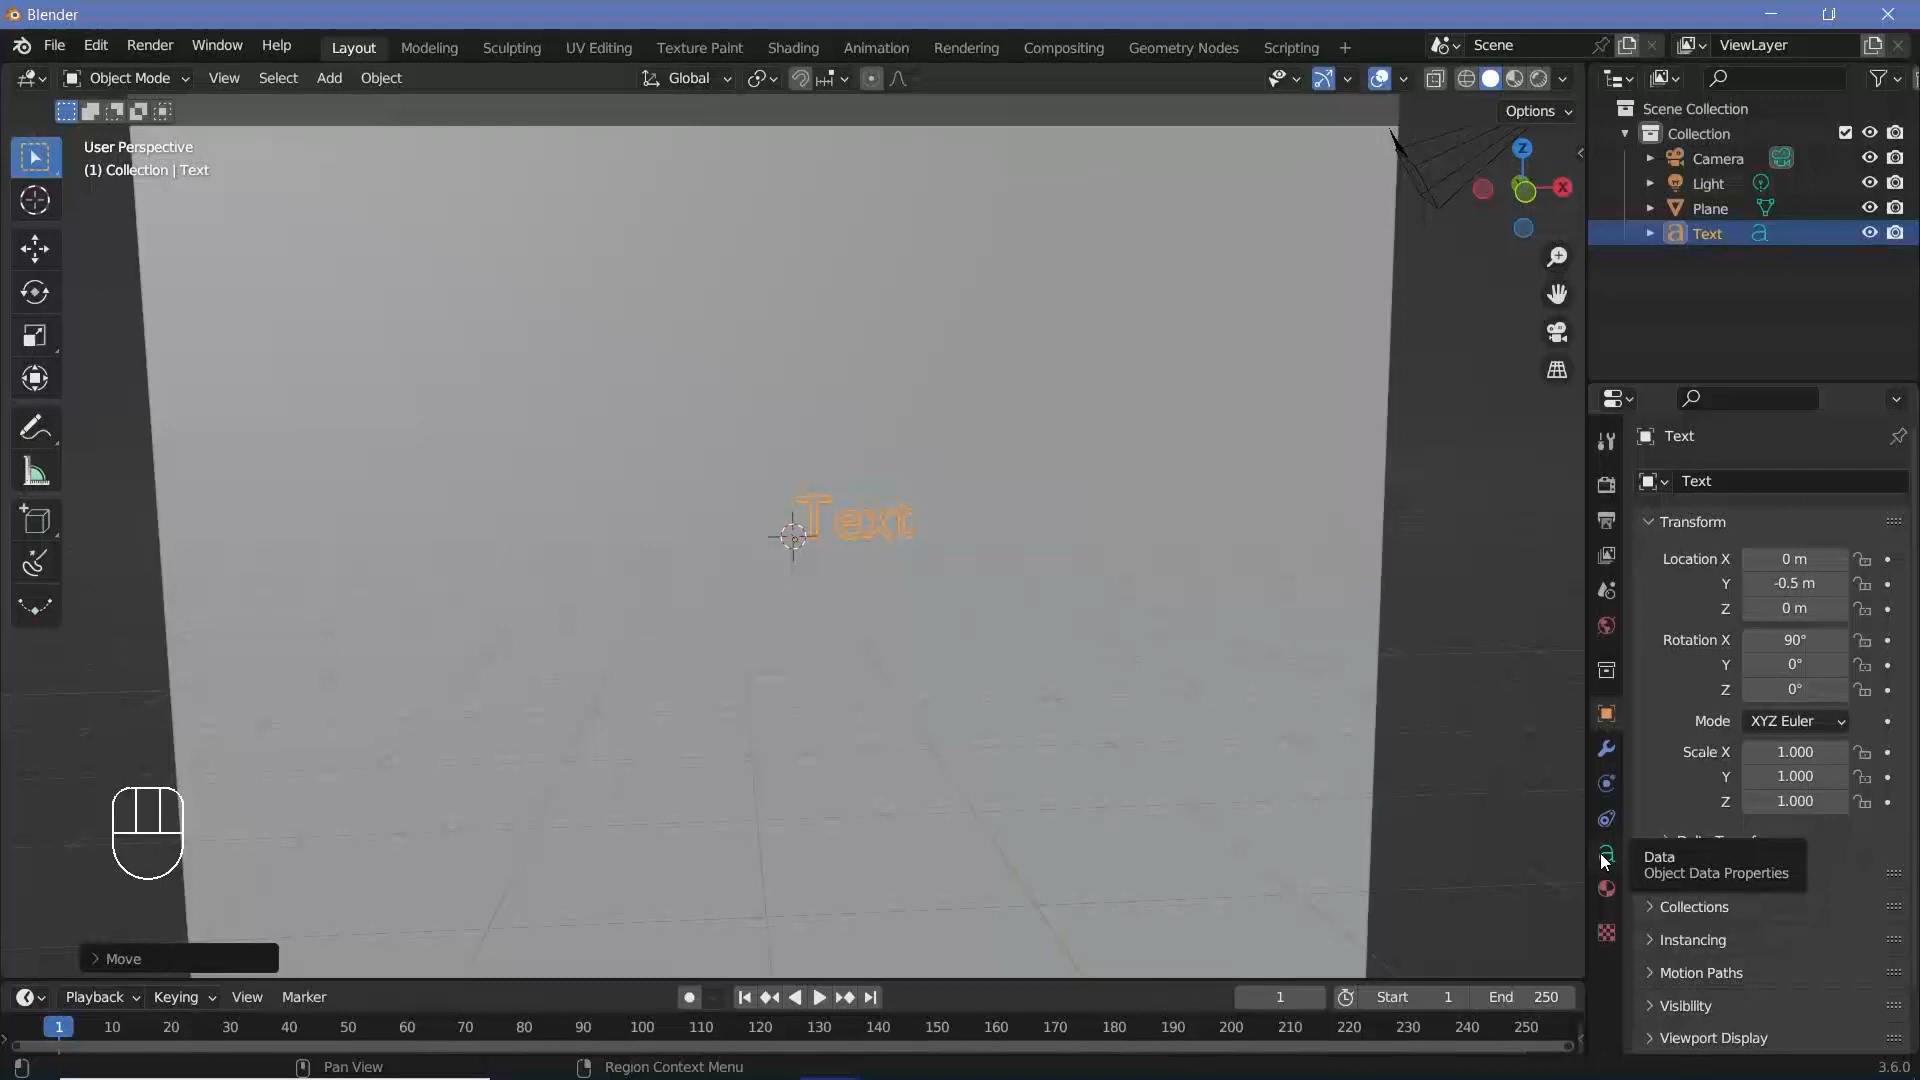 Blender
File Edit Render Window Help Layout Modeling Sculpting UV Editing Texture Paint Shading Animation Rendering Compositing Geometry Nodes Scripting + Scene ViewLayer
Object Mode View Select Add Object Global
Options
User Perspective
(1) Collection | Text
Z
X
Text
Move
Scene Collection
Collection
Camera
Light
Plane
Text
Text
Text
Transform
Location X 0 m
Y -0.5 m
Z 0 m
Rotation X 90°
Y 0°
Z 0°
Mode XYZ Euler
Scale X 1.000
Y 1.000
Z 1.000
Data
Object Data Properties
Collections
Instancing
Motion Paths
Visibility
Viewport Display
Playback Keying View Marker 1 Start 1 End 250
1 10 20 30 40 50 60 70 80 90 100 110 120 130 140 150 160 170 180 190 200 210 220 230 240 250
Pan View Region Context Menu 3.6.0